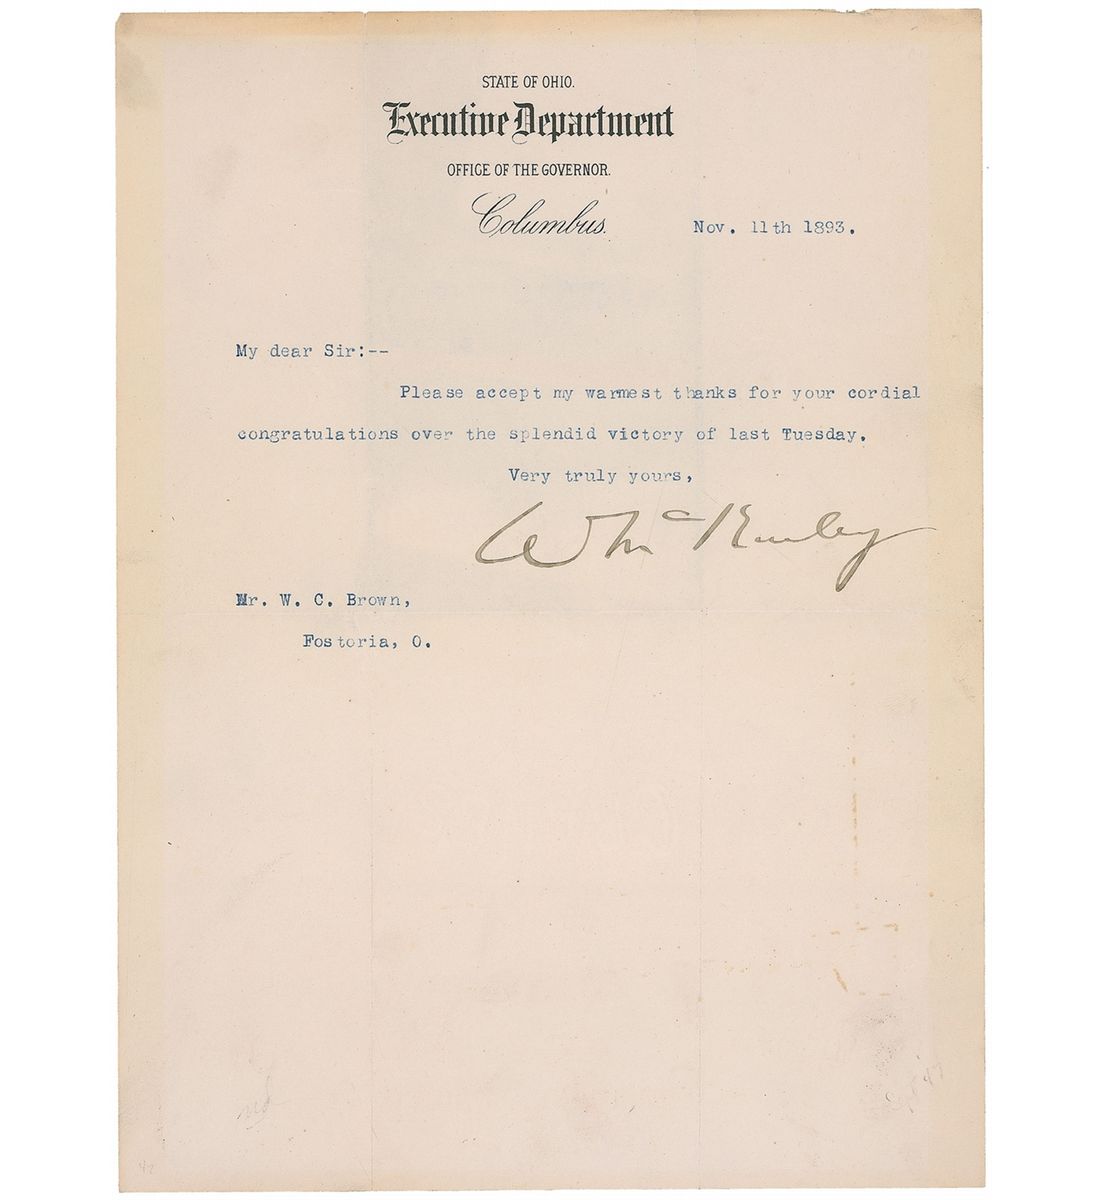 STATE OF OHIO.
Executive Department
OFFICE OF THE GOVERNOR.
Columbus. Nov. 11th 1893.
My dear Sir:--
Please accept my warmest thanks for your cordial
congratulations over the splendid victory of last Tuesday.
Very truly yours,
Wm McKinley
Mr. W. C. Brown,
Fostoria, O.